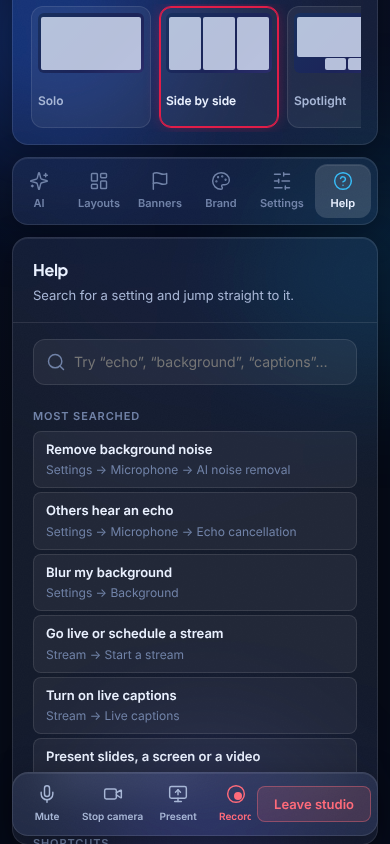 Solo
Side by side
Spotlight
AI
Layouts
Banners
Brand
Settings
Help
Help
Search for a setting and jump straight to it.
Try “echo”, “background”, “captions”…
MOST SEARCHED
Remove background noise
Settings → Microphone → AI noise removal
Others hear an echo
Settings → Microphone → Echo cancellation
Blur my background
Settings → Background
Go live or schedule a stream
Stream → Start a stream
Turn on live captions
Stream → Live captions
Present slides, a screen or a video
Mute
Stop camera
Present
Record
Leave studio
SHORTCUTS